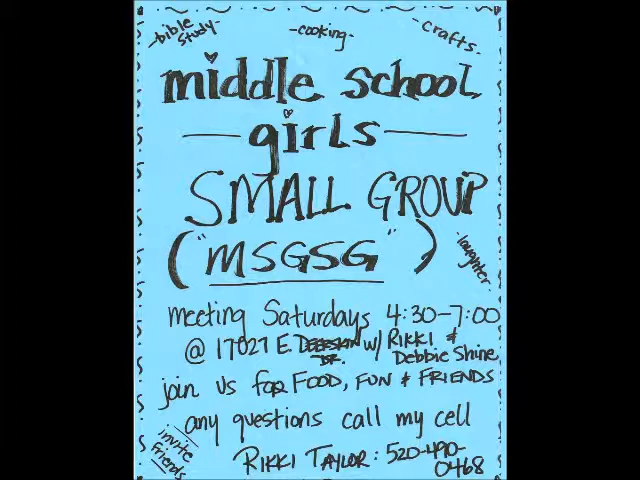 -bible study-
-cooking-
-crafts-
middle school
girls
SMALL GROUP
("MSGSG")
laughter
meeting Saturdays 4:30-7:00
@ 17027 E. DEERSKIN DR. w/ RIKKI &
Debbie Shine
join us for FOOD, FUN & FRIENDS
any questions call my cell
invite friends
RIKKI TAYLOR: 520-490-
0468